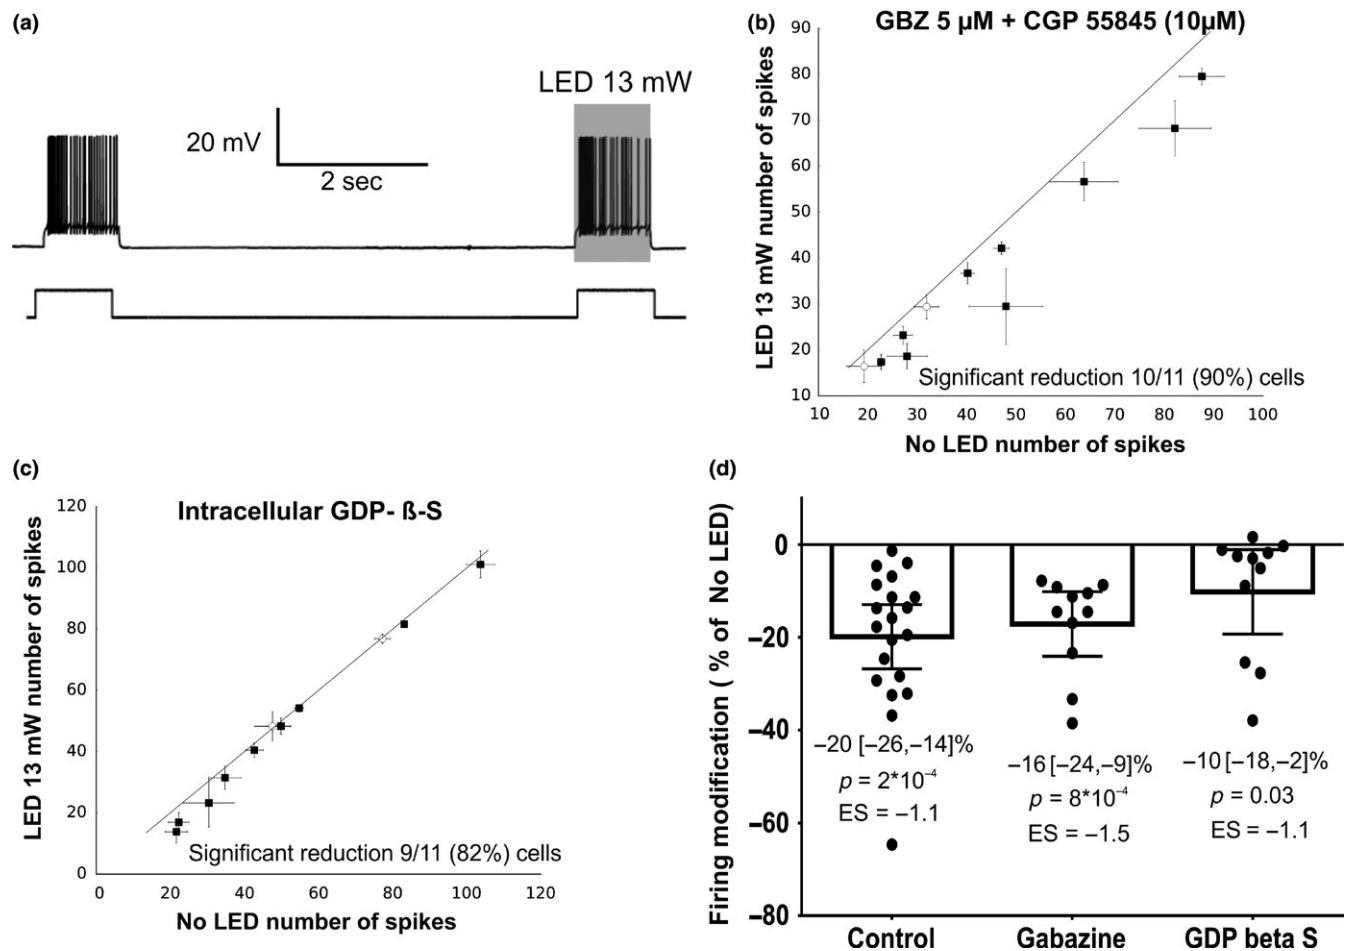 (a)
LED 13 mW
20 mV
2 sec
(b)
GBZ 5 µM + CGP 55845 (10µM)
LED 13 mW number of spikes
90
80
70
60
50
40
30
20
10
Significant reduction 10/11 (90%) cells
10 20 30 40 50 60 70 80 90 100
No LED number of spikes
(c)
Intracellular GDP- ß-S
LED 13 mW number of spikes
120
100
80
60
40
20
0
Significant reduction 9/11 (82%) cells
0 20 40 60 80 100 120
No LED number of spikes
(d)
Firing modification ( % of No LED)
0
−20
−40
−60
−80
−20 [−26,−14]%
p = 2*10⁻⁴
ES = −1.1
−16 [−24,−9]%
p = 8*10⁻⁴
ES = −1.5
−10 [−18,−2]%
p = 0.03
ES = −1.1
Control Gabazine GDP beta S